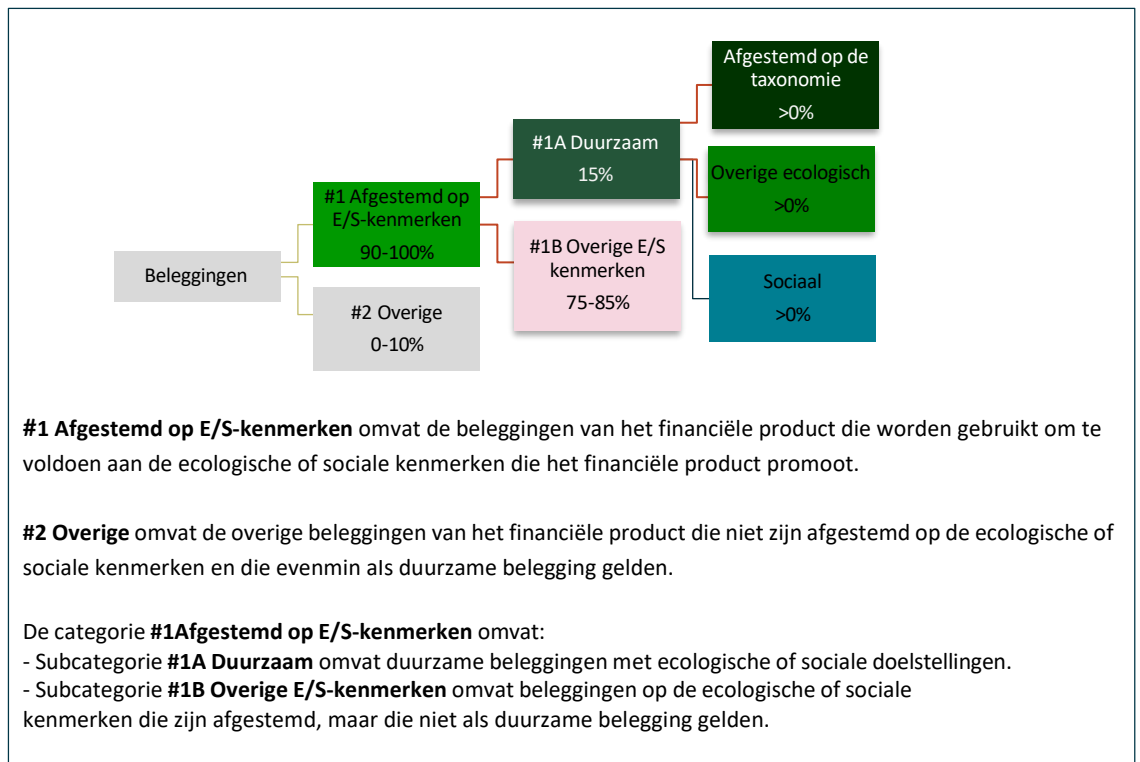 Afgestemd op de
taxonomie
>0%
#1A Duurzaam
15%
Overige ecologisch
>0%
#1 Afgestemd op
E/S-kenmerken
90-100%
#1B Overige E/S
kenmerken
75-85%
Beleggingen
Sociaal
>0%
#2 Overige
0-10%
#1 Afgestemd op E/S-kenmerken omvat de beleggingen van het financiële product die worden gebruikt om te
voldoen aan de ecologische of sociale kenmerken die het financiële product promoot.
#2 Overige omvat de overige beleggingen van het financiële product die niet zijn afgestemd op de ecologische of
sociale kenmerken en die evenmin als duurzame belegging gelden.
De categorie #1Afgestemd op E/S-kenmerken omvat:
- Subcategorie #1A Duurzaam omvat duurzame beleggingen met ecologische of sociale doelstellingen.
- Subcategorie #1B Overige E/S-kenmerken omvat beleggingen op de ecologische of sociale
kenmerken die zijn afgestemd, maar die niet als duurzame belegging gelden.